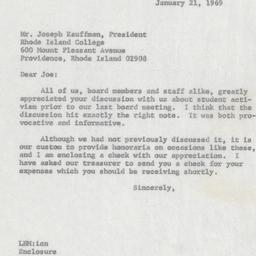 January 21, 1969
Mr. Joseph Kauffman, President
Rhode Island College
600 Mount Pleasant Avenue
Providence, Rhode Island 02908
Dear Joe:
All of us, board members and staff alike, greatly
appreciated your discussion with us about student acti-
vism prior to our last board meeting. I think that the
discussion hit exactly the right note. It was both pro-
vocative and informative.
Although we had not previously discussed it, it is
our custom to provide honoraria on occasions like these,
and I am enclosing a check with our appreciation. I
have asked our treasurer to send you a check for your
expenses which you should be receiving shortly.
Sincerely,
LBM:icn
Enclosure